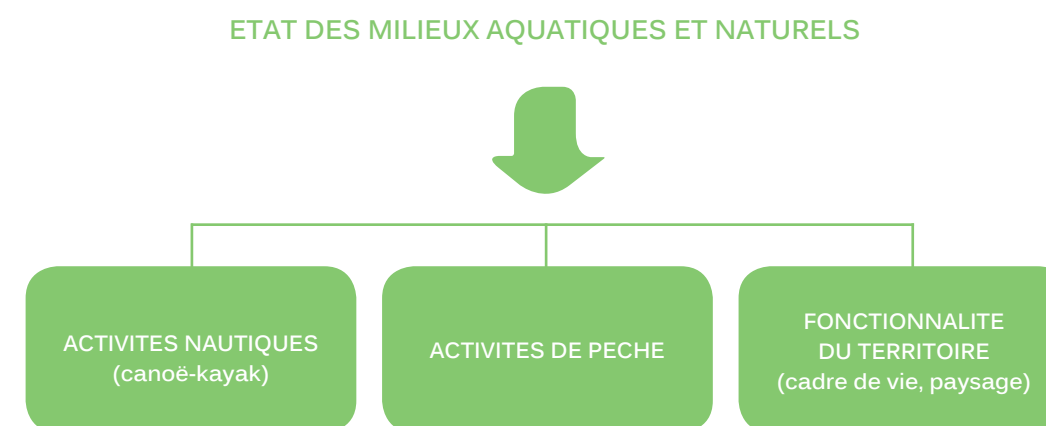 ETAT DES MILIEUX AQUATIQUES ET NATURELS
ACTIVITES NAUTIQUES
(canoë-kayak)
ACTIVITES DE PECHE
FONCTIONNALITE
DU TERRITOIRE
(cadre de vie, paysage)